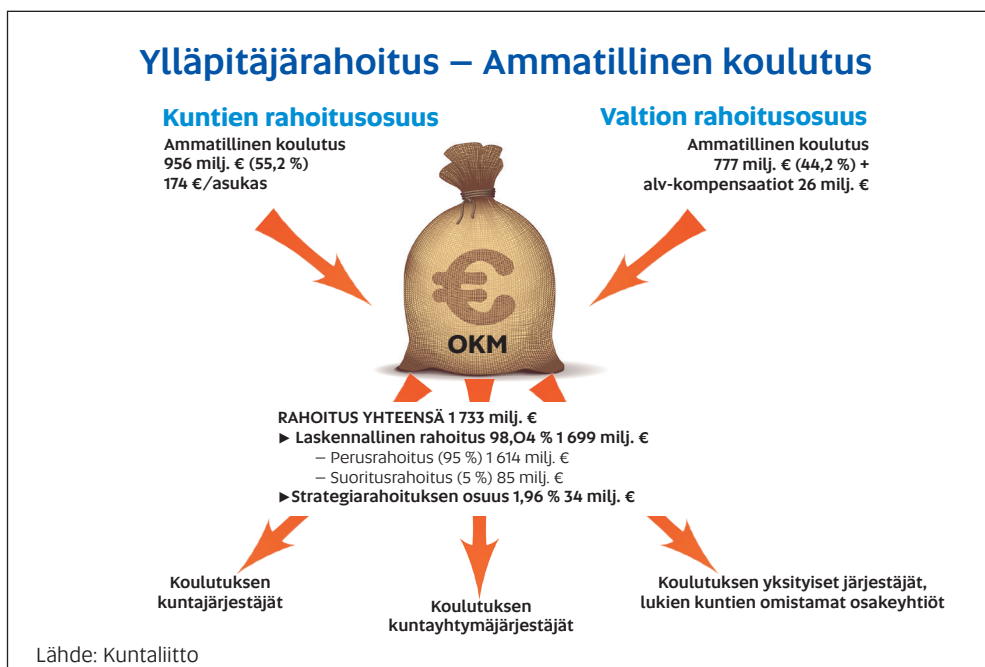 Ylläpitäjärahoitus – Ammatillinen koulutus
Kuntien rahoitusosuus
Ammatillinen koulutus
956 milj. € (55,2 %)
174 €/asukas
Valtion rahoitusosuus
Ammatillinen koulutus
777 milj. € (44,2 %) +
alv-kompensaatiot 26 milj. €
€
OKM
RAHOITUS YHTEENSÄ 1 733 milj. €
► Laskennallinen rahoitus 98,04 % 1 699 milj. €
– Perusrahoitus (95 %) 1 614 milj. €
– Suoritusrahoitus (5 %) 85 milj. €
►Strategiarahoituksen osuus 1,96 % 34 milj. €
Koulutuksen
kuntajärjestäjät
Koulutuksen
kuntayhtymäjärjestäjät
Koulutuksen yksityiset järjestäjät,
lukien kuntien omistamat osakeyhtiöt
Lähde: Kuntaliitto